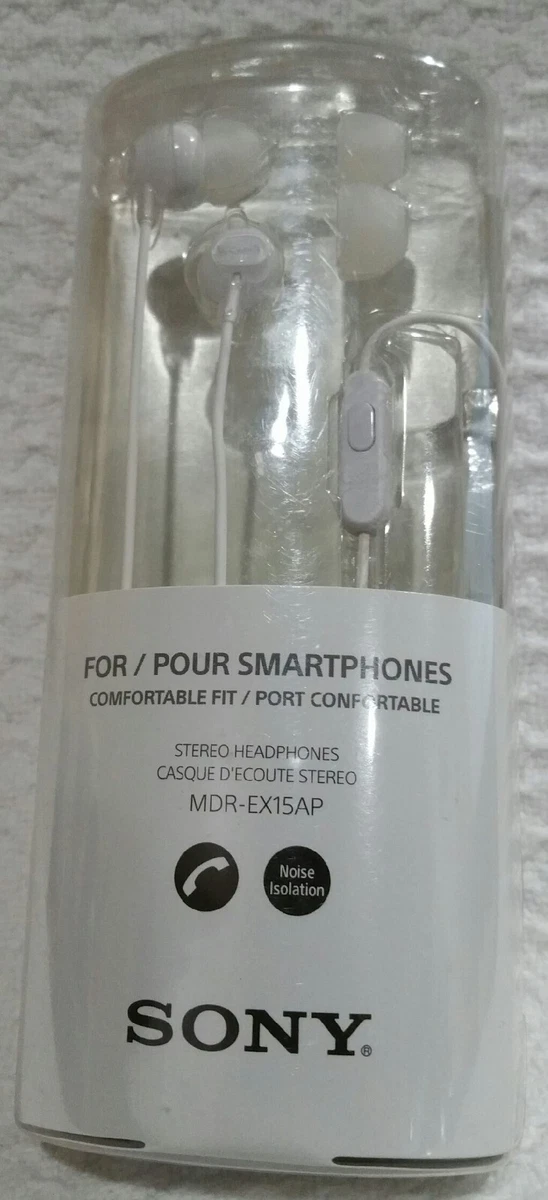 FOR / POUR SMARTPHONES
COMFORTABLE FIT / PORT CONFORTABLE
STEREO HEADPHONES
CASQUE D'ECOUTE STEREO
MDR-EX15AP
Noise
Isolation
SONY®